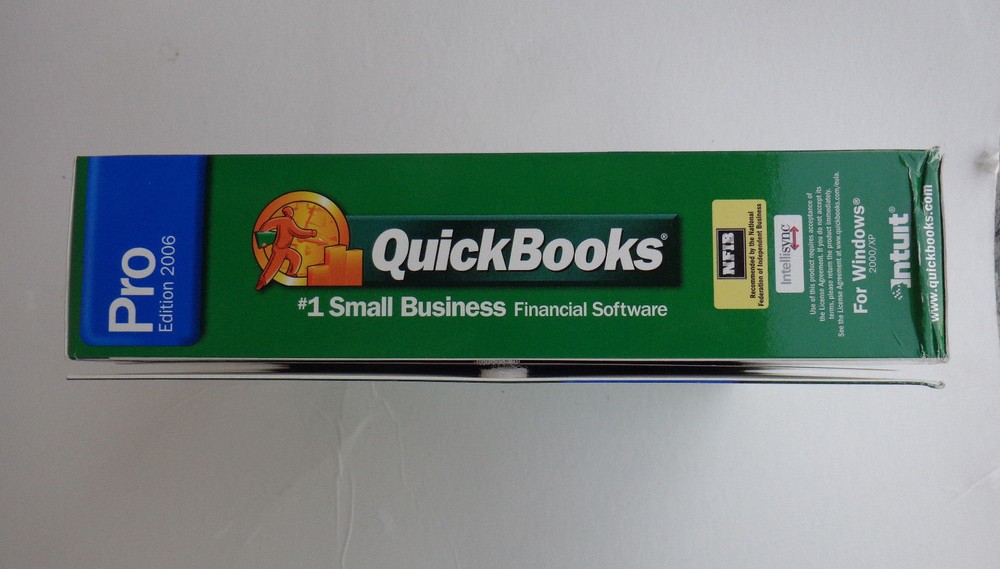 Pro
Edition 2006
QuickBooks®
#1 Small Business Financial Software
NFIB
Recommended by the National
Federation of Independent Business
Intellisync
Use of this product requires acceptance of
the License Agreement. If you do not accept its
terms, please return the product immediately.
See the License Agreement at www.quickbooks.com/eula.
For Windows®
2000/XP
Intuit®
www.quickbooks.com